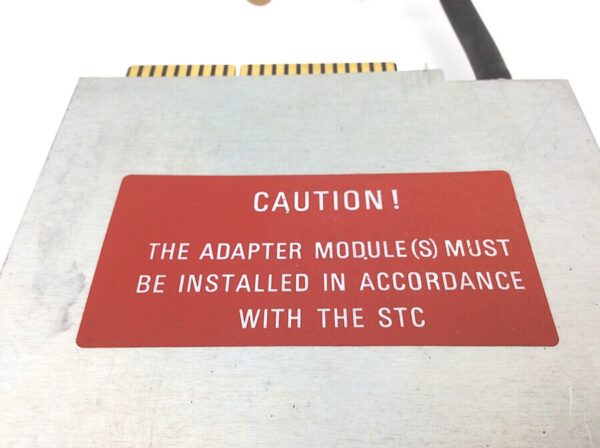 CAUTION!
THE ADAPTER MODULE(S) MUST
BE INSTALLED IN ACCORDANCE
WITH THE STC